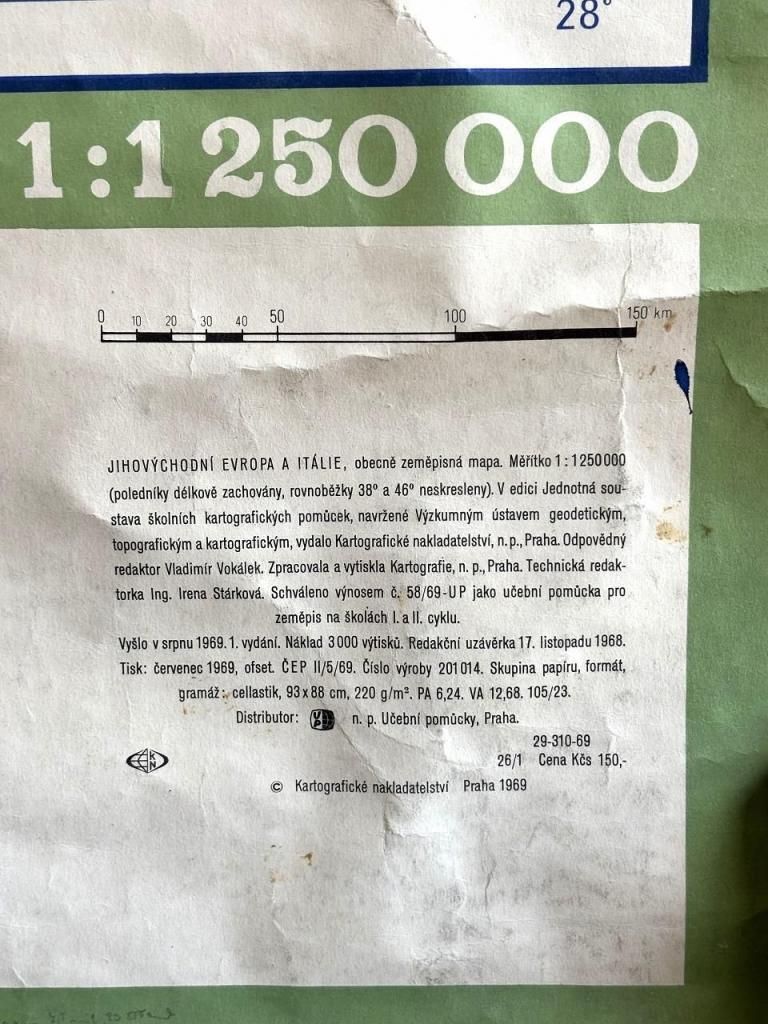 28°
1:1 250 000
0 10 20 30 40 50 100 150 km
JIHOVÝCHODNÍ EVROPA A ITÁLIE, obecně zeměpisná mapa. Měřítko 1:1250000
(poledníky délkově zachovány, rovnoběžky 38° a 46° neskresleny). V edici Jednotná sou-
stava školních kartografických pomůcek, navržené Výzkumným ústavem geodetickým,
topografickým a kartografickým, vydalo Kartografické nakladatelství, n. p., Praha. Odpovědný
redaktor Vladimír Vokálek. Zpracovala a vytiskla Kartografie, n. p., Praha. Technická redak-
torka Ing. Irena Stárková. Schváleno výnosem č. 58/69-UP jako učební pomůcka pro
zeměpis na školách I. a II. cyklu.
Vyšlo v srpnu 1969. 1. vydání. Náklad 3000 výtisků. Redakční uzávěrka 17. listopadu 1968.
Tisk: červenec 1969, ofset. ČEP II/5/69. Číslo výroby 201014. Skupina papíru, formát,
gramáž: cellastik, 93x88 cm, 220 g/m². PA 6,24. VA 12,68. 105/23.
Distributor: n. p. Učební pomůcky, Praha.
29-310-69
KN
26/1 Cena Kčs 150,-
© Kartografické nakladatelství Praha 1969